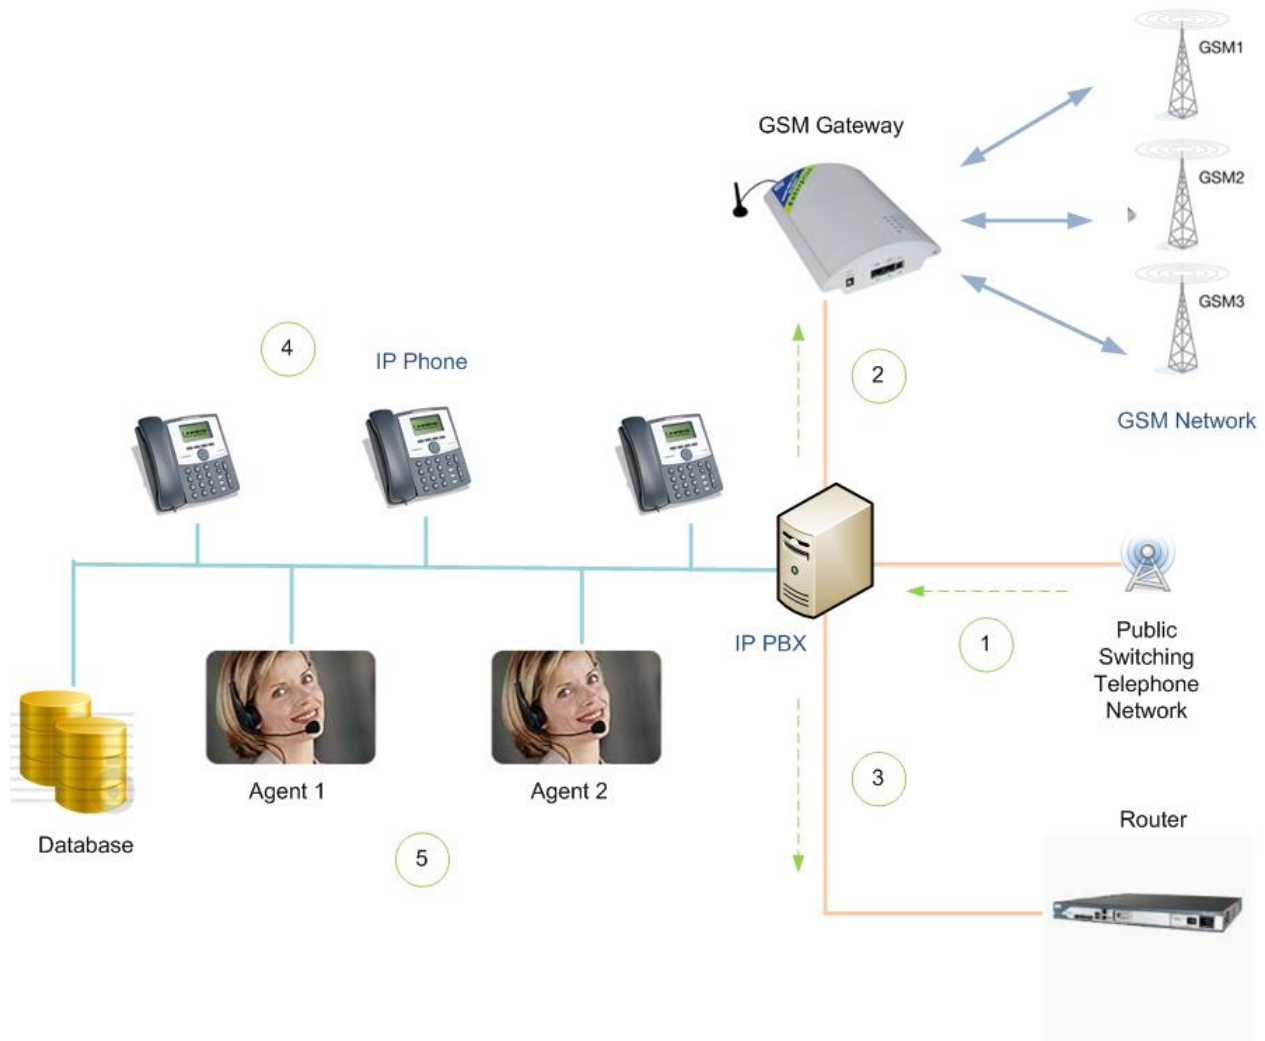 GSM1
GSM Gateway
GSM2
GSM3
4
IP Phone
2
GSM Network
IP PBX
1
Public
Switching
Telephone
Network
3
Agent 1
Agent 2
Router
Database
5